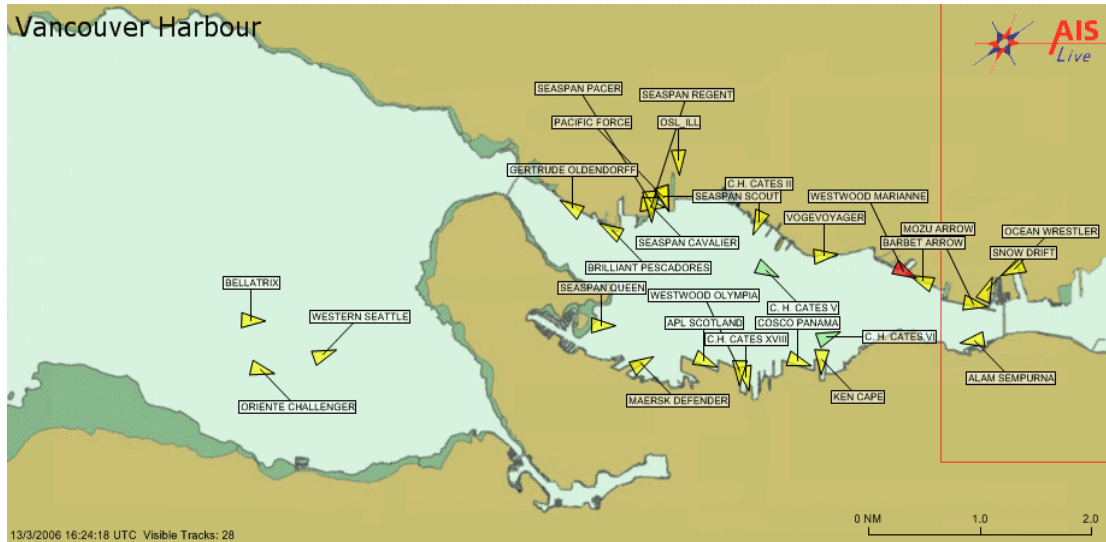 Vancouver Harbour
AIS
Live
SEASPAN PACER
SEASPAN REGENT
PACIFIC FORCE
OSL_ILL
GERTRUDE OLDENDORFF
C.H. CATES II
SEASPAN SCOUT
WESTWOOD MARIANNE
VOGEVOYAGER
MOZU ARROW
OCEAN WRESTLER
BARBET ARROW
SNOW DRIFT
SEASPAN CAVALIER
BRILLIANT PESCADORES
BELLATRIX
SEASPAN QUEEN
WESTWOOD OLYMPIA
C. H. CATES V
WESTERN SEATTLE
APL SCOTLAND
COSCO PANAMA
C.H. CATES XVIII
C. H. CATES VI
ALAM SEMPURNA
ORIENTE CHALLENGER
MAERSK DEFENDER
KEN CAPE
13/3/2006 16:24:18 UTC Visible Tracks: 28
0 NM 1.0 2.0